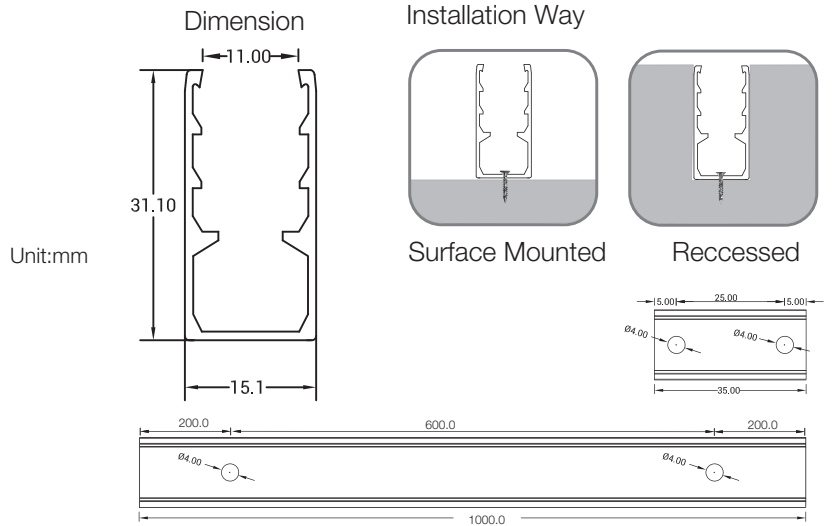 Dimension
Installation Way
11.00
31.10
Unit:mm
15.1
Surface Mounted
Reccessed
5.00
25.00
5.00
Ø4.00
Ø4.00
35.00
200.0
600.0
200.0
Ø4.00
Ø4.00
1000.0